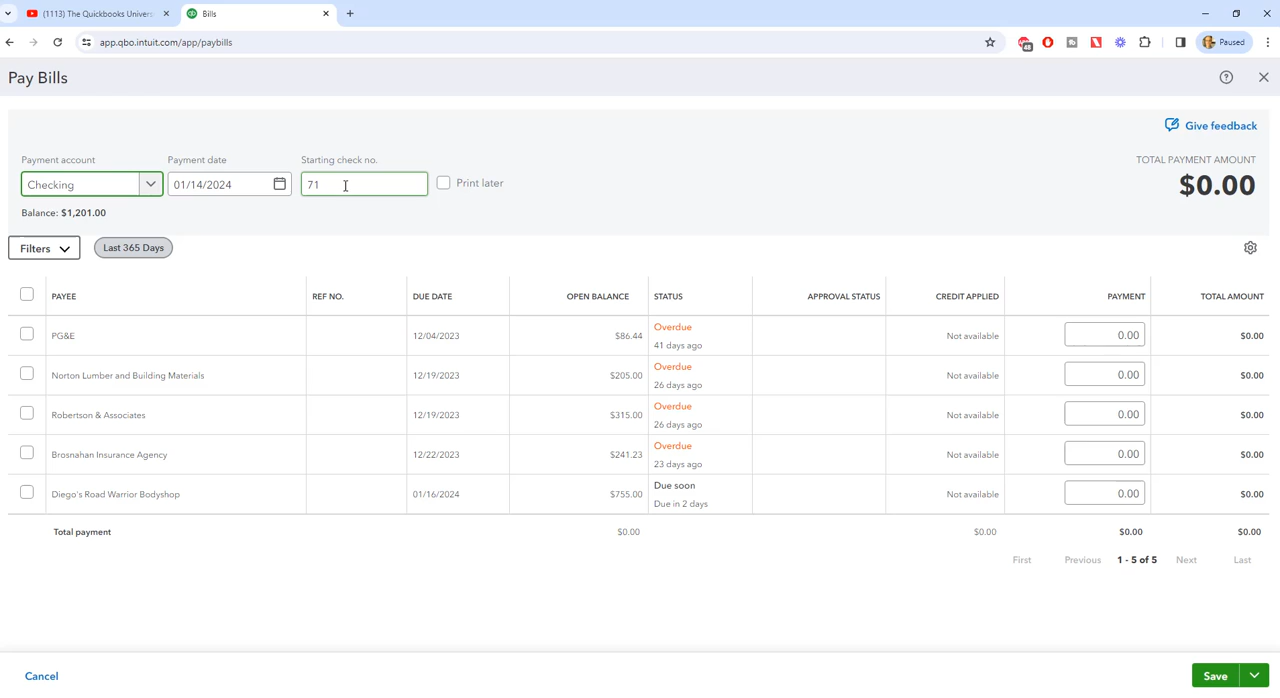 (1113) The Quickbooks Univers
Bills
app.qbo.intuit.com/app/paybills
48
Paused
Pay Bills
Give feedback
Payment account
Payment date
Starting check no.
TOTAL PAYMENT AMOUNT
Checking
01/14/2024
71
Print later
$0.00
Balance: $1,201.00
Filters
Last 365 Days
PAYEE REF NO. DUE DATE OPEN BALANCE STATUS APPROVAL STATUS CREDIT APPLIED PAYMENT TOTAL AMOUNT
PG&E 12/04/2023 $86.44 Overdue Not available 0.00 $0.00
41 days ago
Norton Lumber and Building Materials 12/19/2023 $205.00 Overdue Not available 0.00 $0.00
26 days ago
Robertson & Associates 12/19/2023 $315.00 Overdue Not available 0.00 $0.00
26 days ago
Brosnahan Insurance Agency 12/22/2023 $241.23 Overdue Not available 0.00 $0.00
23 days ago
Diego's Road Warrior Bodyshop 01/16/2024 $755.00 Due soon Not available 0.00 $0.00
Due in 2 days
Total payment $0.00 $0.00 $0.00 $0.00
First Previous 1 - 5 of 5 Next Last
Cancel
Save